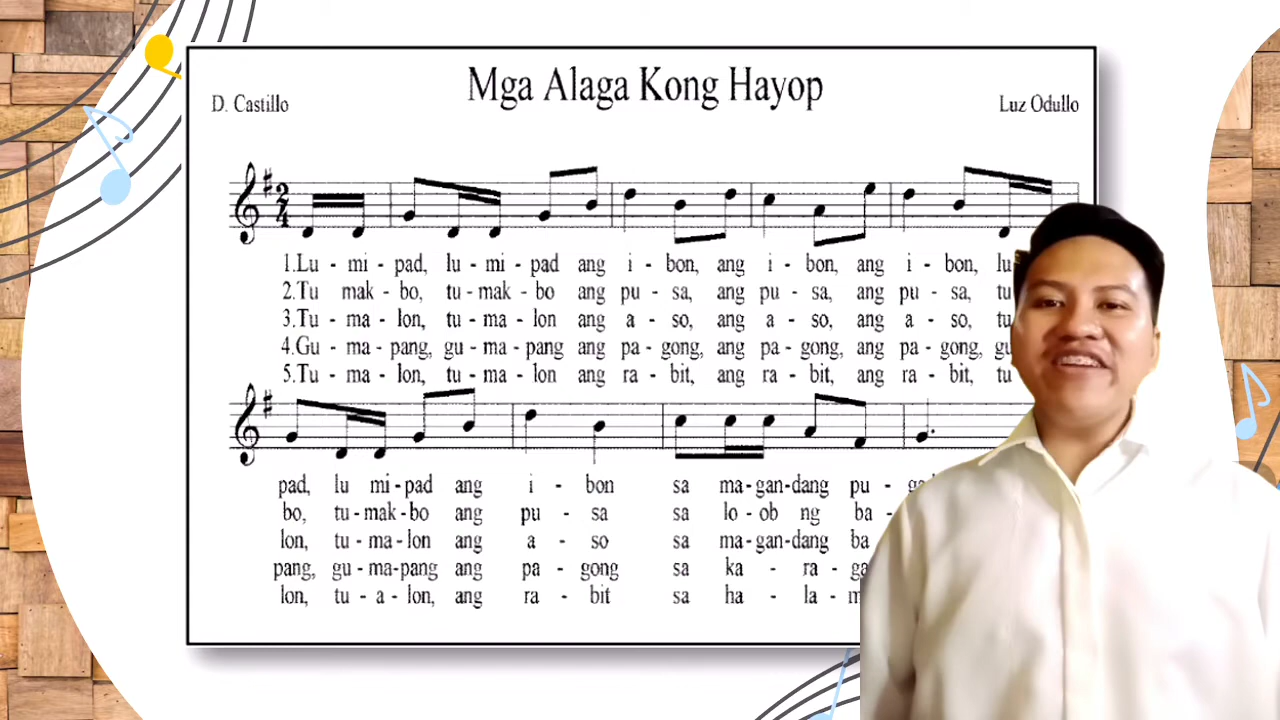 Mga Alaga Kong Hayop
D. Castillo
Luz Odullo
2
4
1.Lu - mi - pad, lu - mi - pad ang i - bon, ang i - bon, ang i - bon, lu
2.Tu mak - bo, tu - mak - bo ang pu - sa, ang pu - sa, ang pu - sa, tu
3.Tu - ma - lon, tu - ma - lon ang a - so, ang a - so, ang a - so, tu
4.Gu - ma - pang, gu - ma - pang ang pa - gong, ang pa - gong, ang pa - gong, gu
5.Tu - ma - lon, tu - ma - lon ang ra - bit, ang ra - bit, ang ra - bit, tu
pad, lu mi - pad ang i - bon sa ma - gan - dang pu -
bo, tu - mak - bo ang pu - sa sa lo - ob ng ba -
lon, tu - ma - lon ang a - so sa ma - gan - dang ba
pang, gu - ma - pang ang pa - gong sa ka - ra -
lon, tu - a - lon, ang ra - bit sa ha - la -